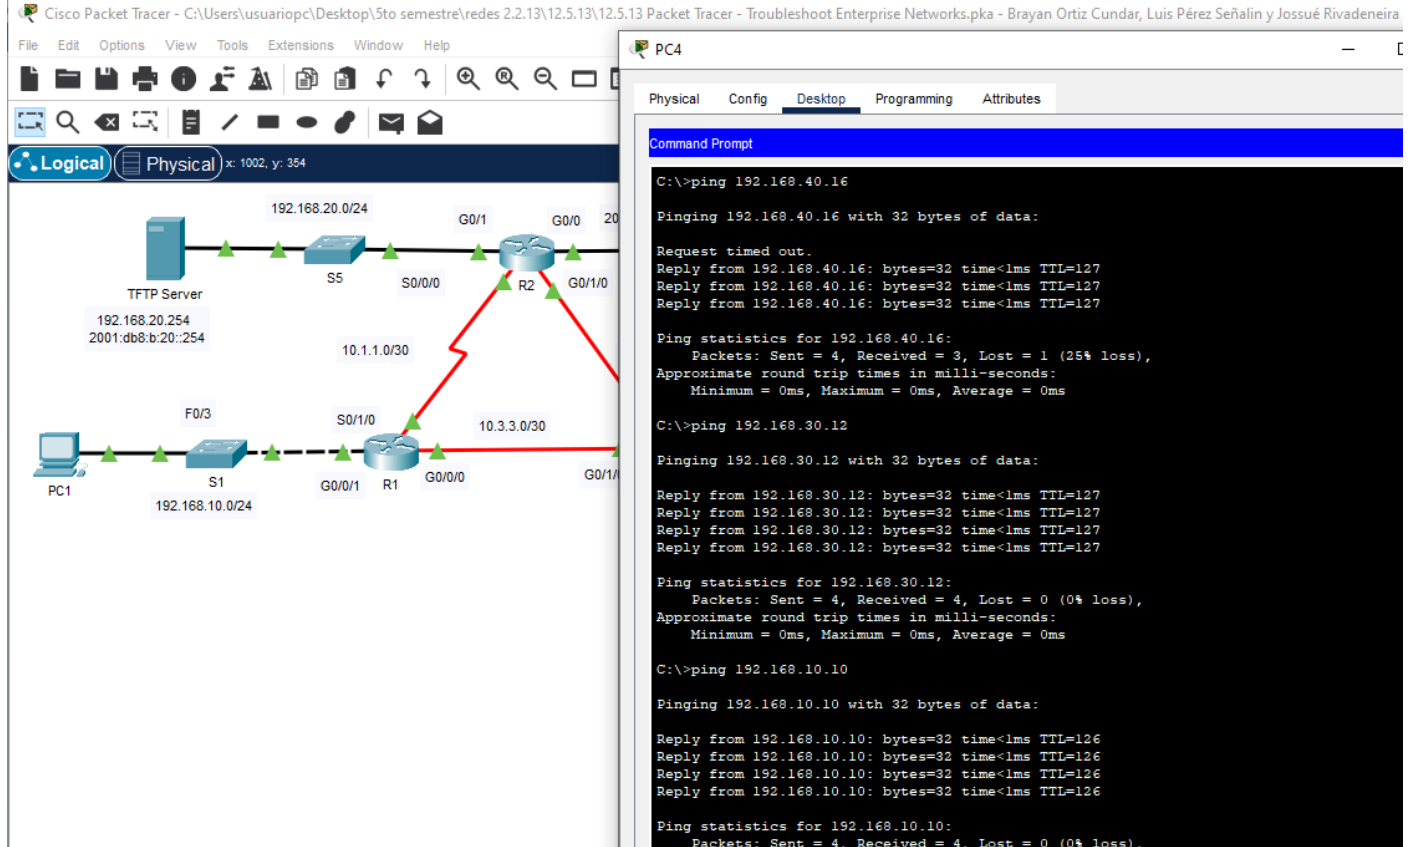 Cisco Packet Tracer - C:\Users\usuariopc\Desktop\5to semestre\redes 2.2.13\12.5.13\12.5.13 Packet Tracer - Troubleshoot Enterprise Networks.pka - Brayan Ortiz Cundar, Luis Pérez Señalin y Jossué Rivadeneira
File Edit Options View Tools Extensions Window Help
Logical Physical x: 1002, y: 354
192.168.20.0/24
G0/1
G0/0
20
S5
S0/0/0
R2
G0/1/0
TFTP Server
192.168.20.254
2001:db8:b:20::254
10.1.1.0/30
F0/3
S0/1/0
10.3.3.0/30
PC1
S1
192.168.10.0/24
G0/0/1
R1
G0/0/0
G0/1/
PC4
Physical Config Desktop Programming Attributes
Command Prompt
C:\>ping 192.168.40.16
Pinging 192.168.40.16 with 32 bytes of data:
Request timed out.
Reply from 192.168.40.16: bytes=32 time<1ms TTL=127
Reply from 192.168.40.16: bytes=32 time<1ms TTL=127
Reply from 192.168.40.16: bytes=32 time<1ms TTL=127
Ping statistics for 192.168.40.16:
Packets: Sent = 4, Received = 3, Lost = 1 (25% loss),
Approximate round trip times in milli-seconds:
Minimum = 0ms, Maximum = 0ms, Average = 0ms
C:\>ping 192.168.30.12
Pinging 192.168.30.12 with 32 bytes of data:
Reply from 192.168.30.12: bytes=32 time<1ms TTL=127
Reply from 192.168.30.12: bytes=32 time<1ms TTL=127
Reply from 192.168.30.12: bytes=32 time<1ms TTL=127
Reply from 192.168.30.12: bytes=32 time<1ms TTL=127
Ping statistics for 192.168.30.12:
Packets: Sent = 4, Received = 4, Lost = 0 (0% loss),
Approximate round trip times in milli-seconds:
Minimum = 0ms, Maximum = 0ms, Average = 0ms
C:\>ping 192.168.10.10
Pinging 192.168.10.10 with 32 bytes of data:
Reply from 192.168.10.10: bytes=32 time<1ms TTL=126
Reply from 192.168.10.10: bytes=32 time<1ms TTL=126
Reply from 192.168.10.10: bytes=32 time<1ms TTL=126
Reply from 192.168.10.10: bytes=32 time<1ms TTL=126
Ping statistics for 192.168.10.10:
Packets: Sent = 4, Received = 4, Lost = 0 (0% loss),